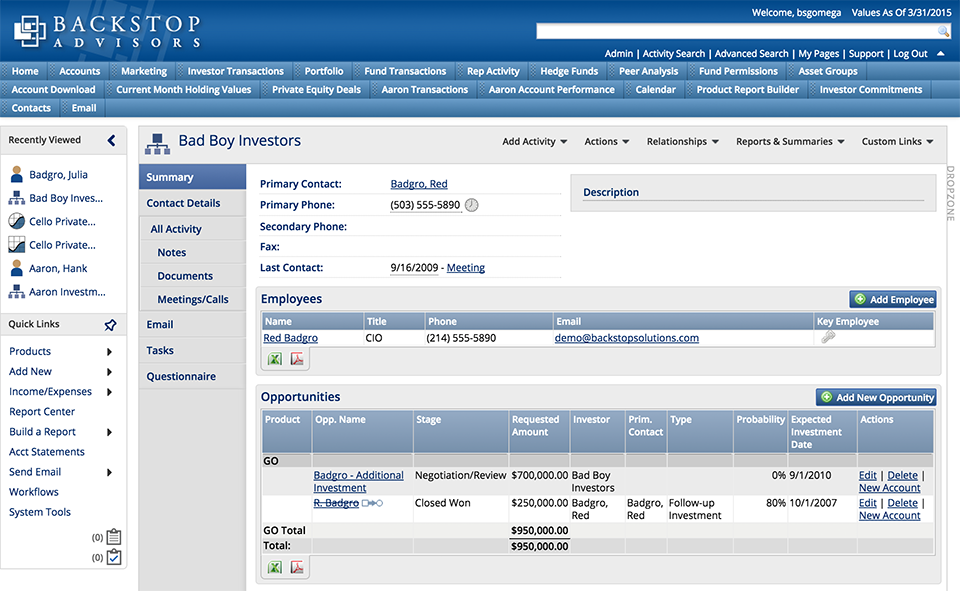 BACKSTOP
ADVISORS
Welcome, bsgomega Values As Of 3/31/2015
Admin | Activity Search | Advanced Search | My Pages | Support | Log Out
Home Accounts Marketing Investor Transactions Portfolio Fund Transactions Rep Activity Hedge Funds Peer Analysis Fund Permissions Asset Groups
Account Download Current Month Holding Values Private Equity Deals Aaron Transactions Aaron Account Performance Calendar Product Report Builder Investor Commitments
Contacts Email
Recently Viewed
Badgro, Julia
Bad Boy Inves...
Cello Private...
Cello Private...
Aaron, Hank
Aaron Investm...
Quick Links
Products
Add New
Income/Expenses
Report Center
Build a Report
Acct Statements
Send Email
Workflows
System Tools
(0)
(0)
Bad Boy Investors
Add Activity Actions Relationships Reports & Summaries Custom Links
DROPZONE
Summary
Contact Details
All Activity
Notes
Documents
Meetings/Calls
Email
Tasks
Questionnaire
Primary Contact: Badgro, Red
Primary Phone: (503) 555-5890
Secondary Phone:
Fax:
Last Contact: 9/16/2009 - Meeting
Description
Employees
Add Employee
Name Title Phone Email Key Employee
Red Badgro CIO (214) 555-5890 demo@backstopsolutions.com
Opportunities
Add New Opportunity
Product Opp. Name Stage Requested Investor Prim. Type Probability Expected Actions
Amount Contact Investment
Date
GO
Badgro - Additional Negotiation/Review $700,000.00 Bad Boy 0% 9/1/2010 Edit | Delete |
Investment Investors New Account
R. Badgro Closed Won $250,000.00 Badgro, Badgro, Follow-up 80% 10/1/2007 Edit | Delete |
Red Red Investment New Account
GO Total $950,000.00
Total: $950,000.00